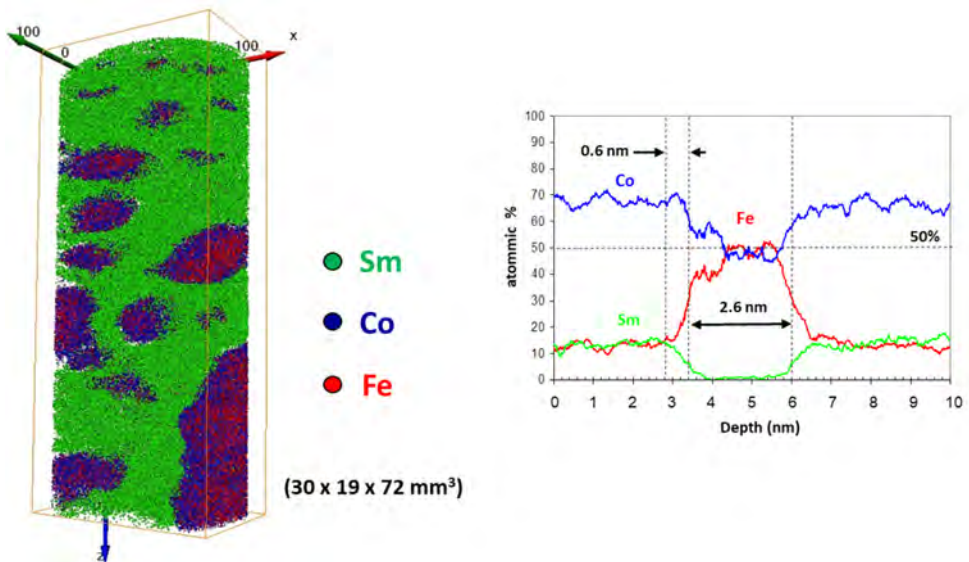 100
0
100
x
z
Sm
Co
Fe
(30 x 19 x 72 mm³)
atommic %
100
90
80
70
60
50
40
30
20
10
0
0.6 nm
Co
Fe
50%
2.6 nm
Sm
0 1 2 3 4 5 6 7 8 9 10
Depth (nm)